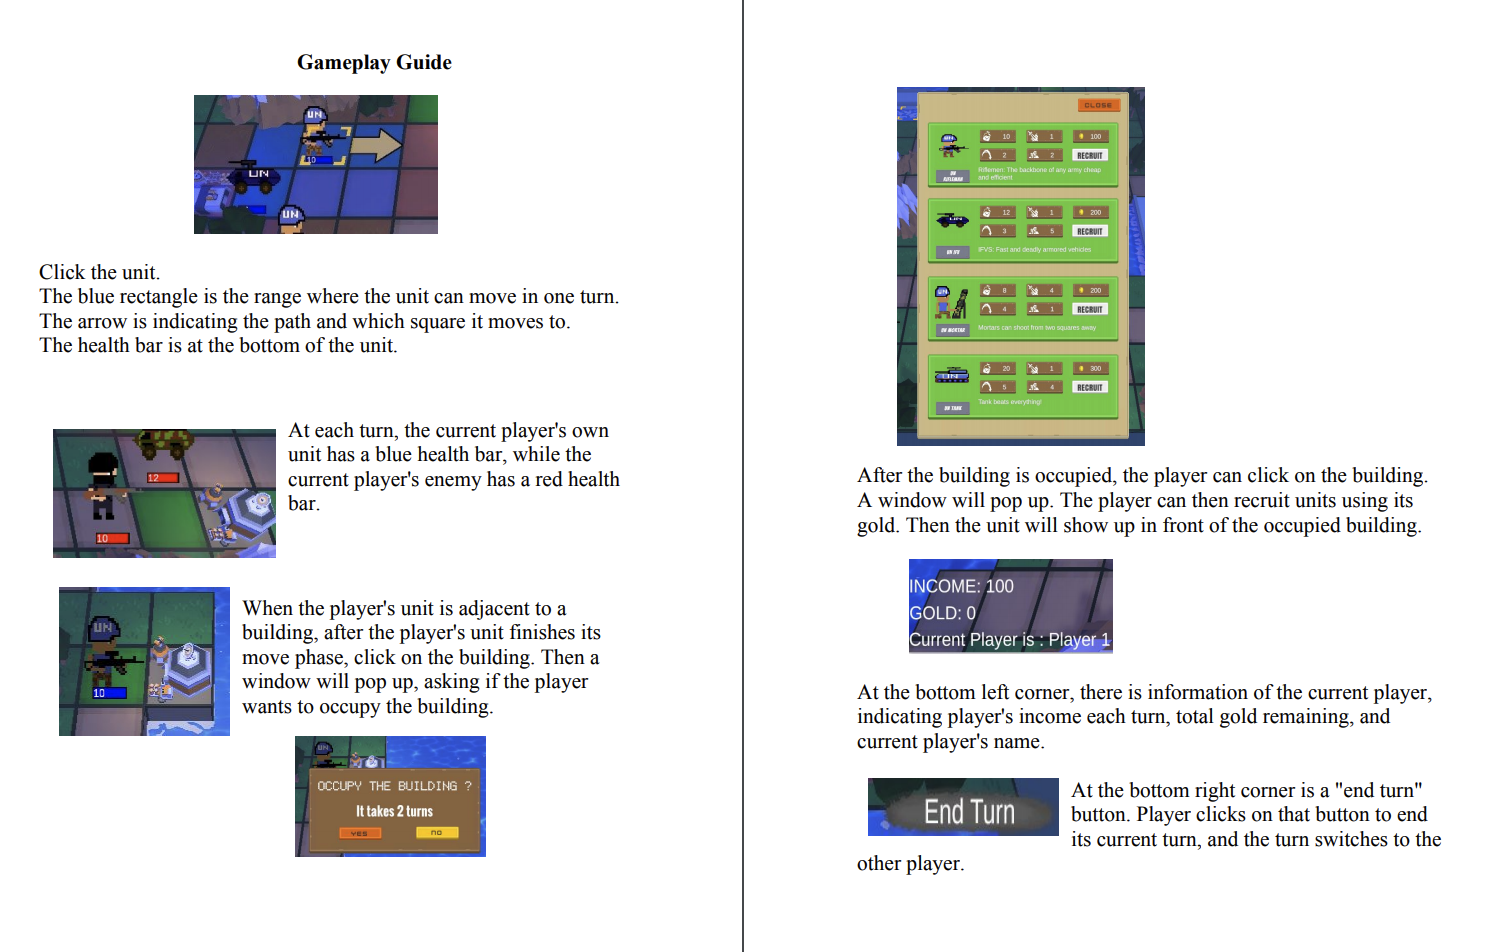 Gameplay Guide
UN
10
UN
UN
Click the unit.
The blue rectangle is the range where the unit can move in one turn.
The arrow is indicating the path and which square it moves to.
The health bar is at the bottom of the unit.
12
10
At each turn, the current player's own
unit has a blue health bar, while the
current player's enemy has a red health
bar.
UN
10
When the player's unit is adjacent to a
building, after the player's unit finishes its
move phase, click on the building. Then a
window will pop up, asking if the player
wants to occupy the building.
UN
OCCUPY THE BUILDING ?
It takes 2 turns
YES NO
CLOSE
UN
10 1 100
2 2 RECRUIT
UN RIFLEMAN
Riflemen: The backbone of any army cheap
and efficient
UN
12 1 200
3 5 RECRUIT
UN IFV
IFVS: Fast and deadly armored vehicles
UN
8 4 200
4 1 RECRUIT
UN MORTAR
Mortars can shoot from two squares away
UN
20 1 300
5 4 RECRUIT
UN TANK
Tank beats everything!
After the building is occupied, the player can click on the building.
A window will pop up. The player can then recruit units using its
gold. Then the unit will show up in front of the occupied building.
INCOME: 100
GOLD: 0
Current Player is : Player 1
At the bottom left corner, there is information of the current player,
indicating player's income each turn, total gold remaining, and
current player's name.
End Turn
At the bottom right corner is a "end turn"
button. Player clicks on that button to end
its current turn, and the turn switches to the
other player.